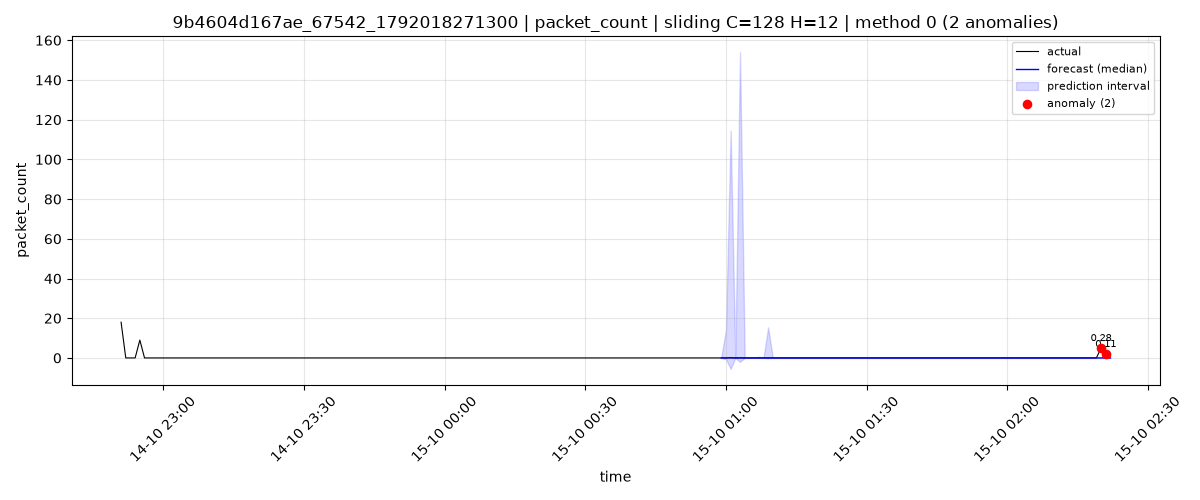 9b4604d167ae_67542_1792018271300 | packet_count | sliding C=128 H=12 | method 0 (2 anomalies)
160
140
120
100
80
60
40
20
0
packet_count
actual
forecast (median)
prediction interval
anomaly (2)
0.28
0.11
14-10 23:00
14-10 23:30
15-10 00:00
15-10 00:30
15-10 01:00
15-10 01:30
15-10 02:00
15-10 02:30
time